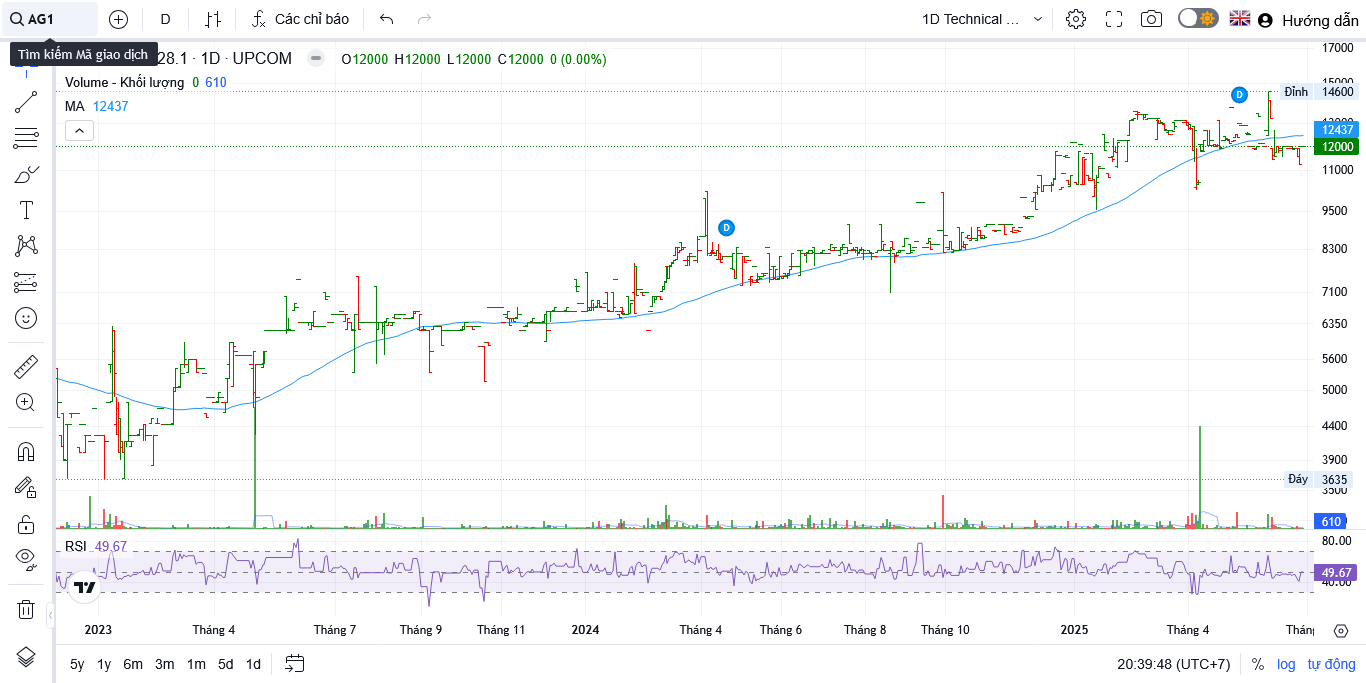 AG1
D
Các chỉ báo
1D Technical ...
Hướng dẫn
Tìm kiếm Mã giao dịch
28.1 · 1D · UPCOM
O12000 H12000 L12000 C12000 0 (0.00%)
Volume - Khối lượng 0 610
MA 12437
D
D
17000
15000
Đỉnh 14600
12437
12000
11000
9500
8300
7100
6350
5600
5000
4400
3900
Đáy 3635
3500
610
RSI 49.67
80.00
49.67
40.00
2023
Tháng 4
Tháng 7
Tháng 9
Tháng 11
2024
Tháng 4
Tháng 6
Tháng 8
Tháng 10
2025
Tháng 4
Thán
5y 1y 6m 3m 1m 5d 1d
20:39:48 (UTC+7)
% log tự động